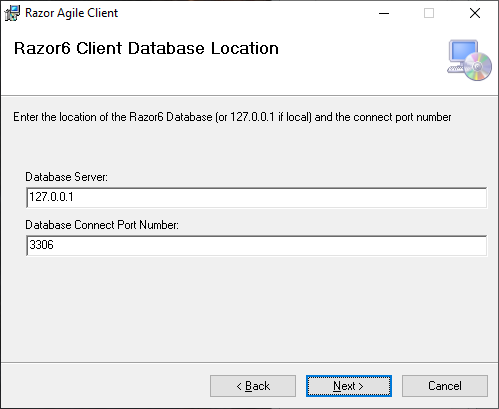 Razor Agile Client
Razor6 Client Database Location
Enter the location of the Razor6 Database (or 127.0.0.1 if local) and the connect port number
Database Server:
127.0.0.1
Database Connect Port Number:
3306
< Back
Next >
Cancel